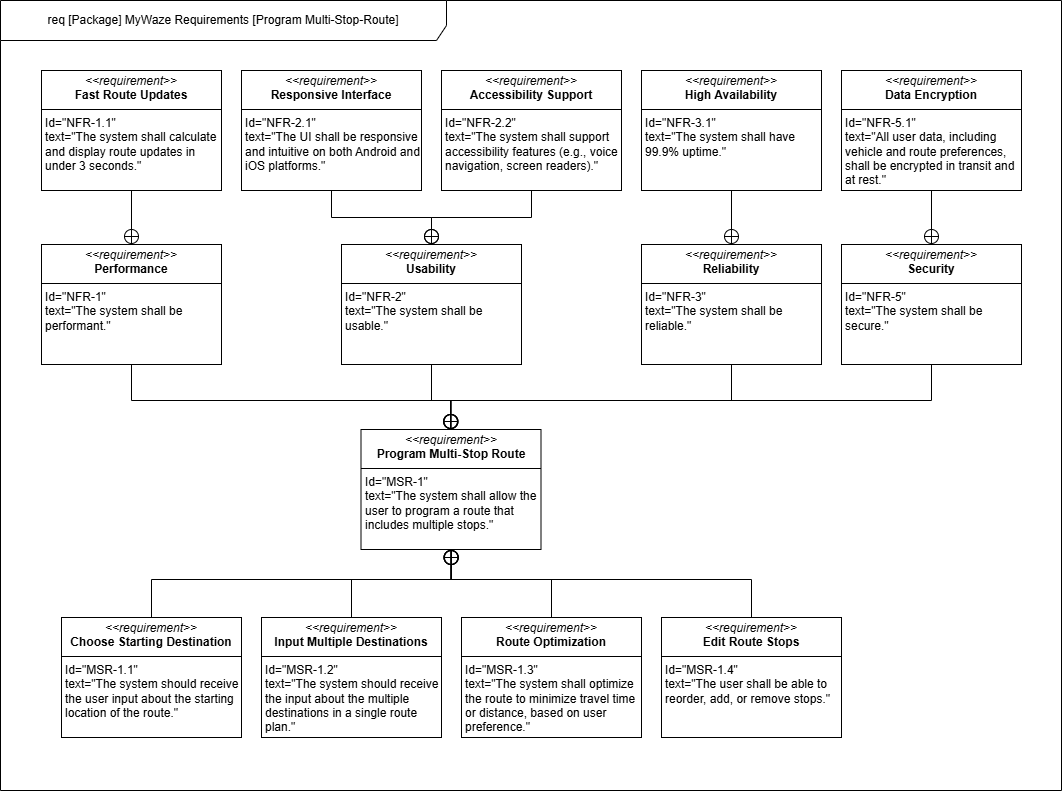 req [Package] MyWaze Requirements [Program Multi-Stop-Route]
<<requirement>>
Fast Route Updates
Id="NFR-1.1"
text="The system shall calculate
and display route updates in
under 3 seconds."
<<requirement>>
Responsive Interface
Id="NFR-2.1"
text="The UI shall be responsive
and intuitive on both Android and
iOS platforms."
<<requirement>>
Accessibility Support
Id="NFR-2.2"
text="The system shall support
accessibility features (e.g., voice
navigation, screen readers)."
<<requirement>>
High Availability
Id="NFR-3.1"
text="The system shall have
99.9% uptime."
<<requirement>>
Data Encryption
Id="NFR-5.1"
text="All user data, including
vehicle and route preferences,
shall be encrypted in transit and
at rest."
<<requirement>>
Performance
Id="NFR-1"
text="The system shall be
performant."
<<requirement>>
Usability
Id="NFR-2"
text="The system shall be
usable."
<<requirement>>
Reliability
Id="NFR-3"
text="The system shall be
reliable."
<<requirement>>
Security
Id="NFR-5"
text="The system shall be
secure."
<<requirement>>
Program Multi-Stop Route
Id="MSR-1"
text="The system shall allow the
user to program a route that
includes multiple stops."
<<requirement>>
Choose Starting Destination
Id="MSR-1.1"
text="The system should receive
the user input about the starting
location of the route."
<<requirement>>
Input Multiple Destinations
Id="MSR-1.2"
text="The system should receive
the input about the multiple
destinations in a single route
plan."
<<requirement>>
Route Optimization
Id="MSR-1.3"
text="The system shall optimize
the route to minimize travel time
or distance, based on user
preference."
<<requirement>>
Edit Route Stops
Id="MSR-1.4"
text="The user shall be able to
reorder, add, or remove stops."